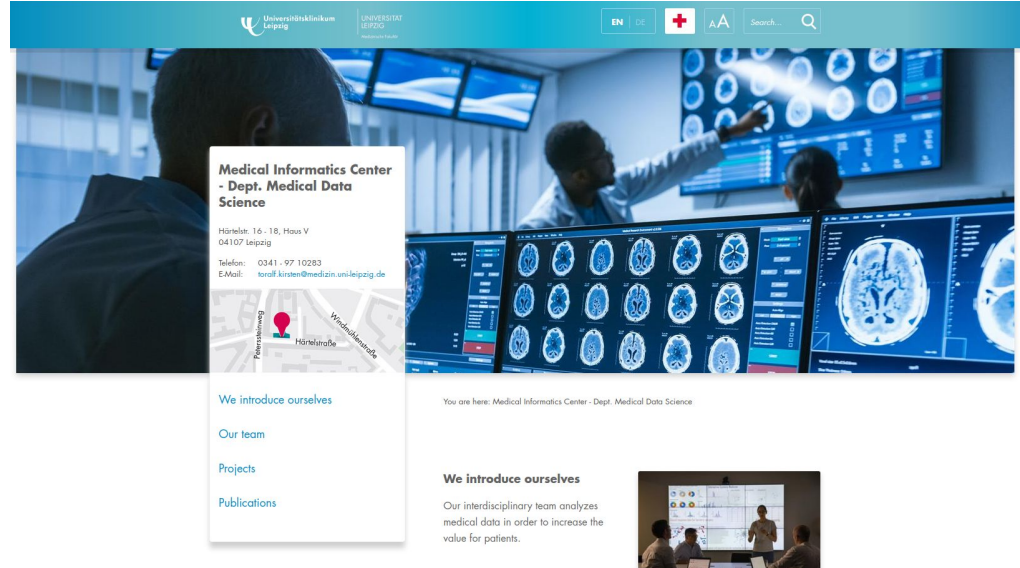 Universitätsklinikum
Leipzig
UNIVERSITÄT
LEIPZIG
Medizinische Fakultät
EN | DE
AA
Search...
Medical Informatics Center
- Dept. Medical Data
Science
Härtelstr. 16 - 18, Haus V
04107 Leipzig
Telefon: 0341 - 97 10283
E-Mail: toralf.kirsten@medizin.uni-leipzig.de
Peterssteinweg
Windmühlenstraße
Härtelstraße
We introduce ourselves
Our team
Projects
Publications
You are here: Medical Informatics Center - Dept. Medical Data Science
We introduce ourselves
Our interdisciplinary team analyzes
medical data in order to increase the
value for patients.